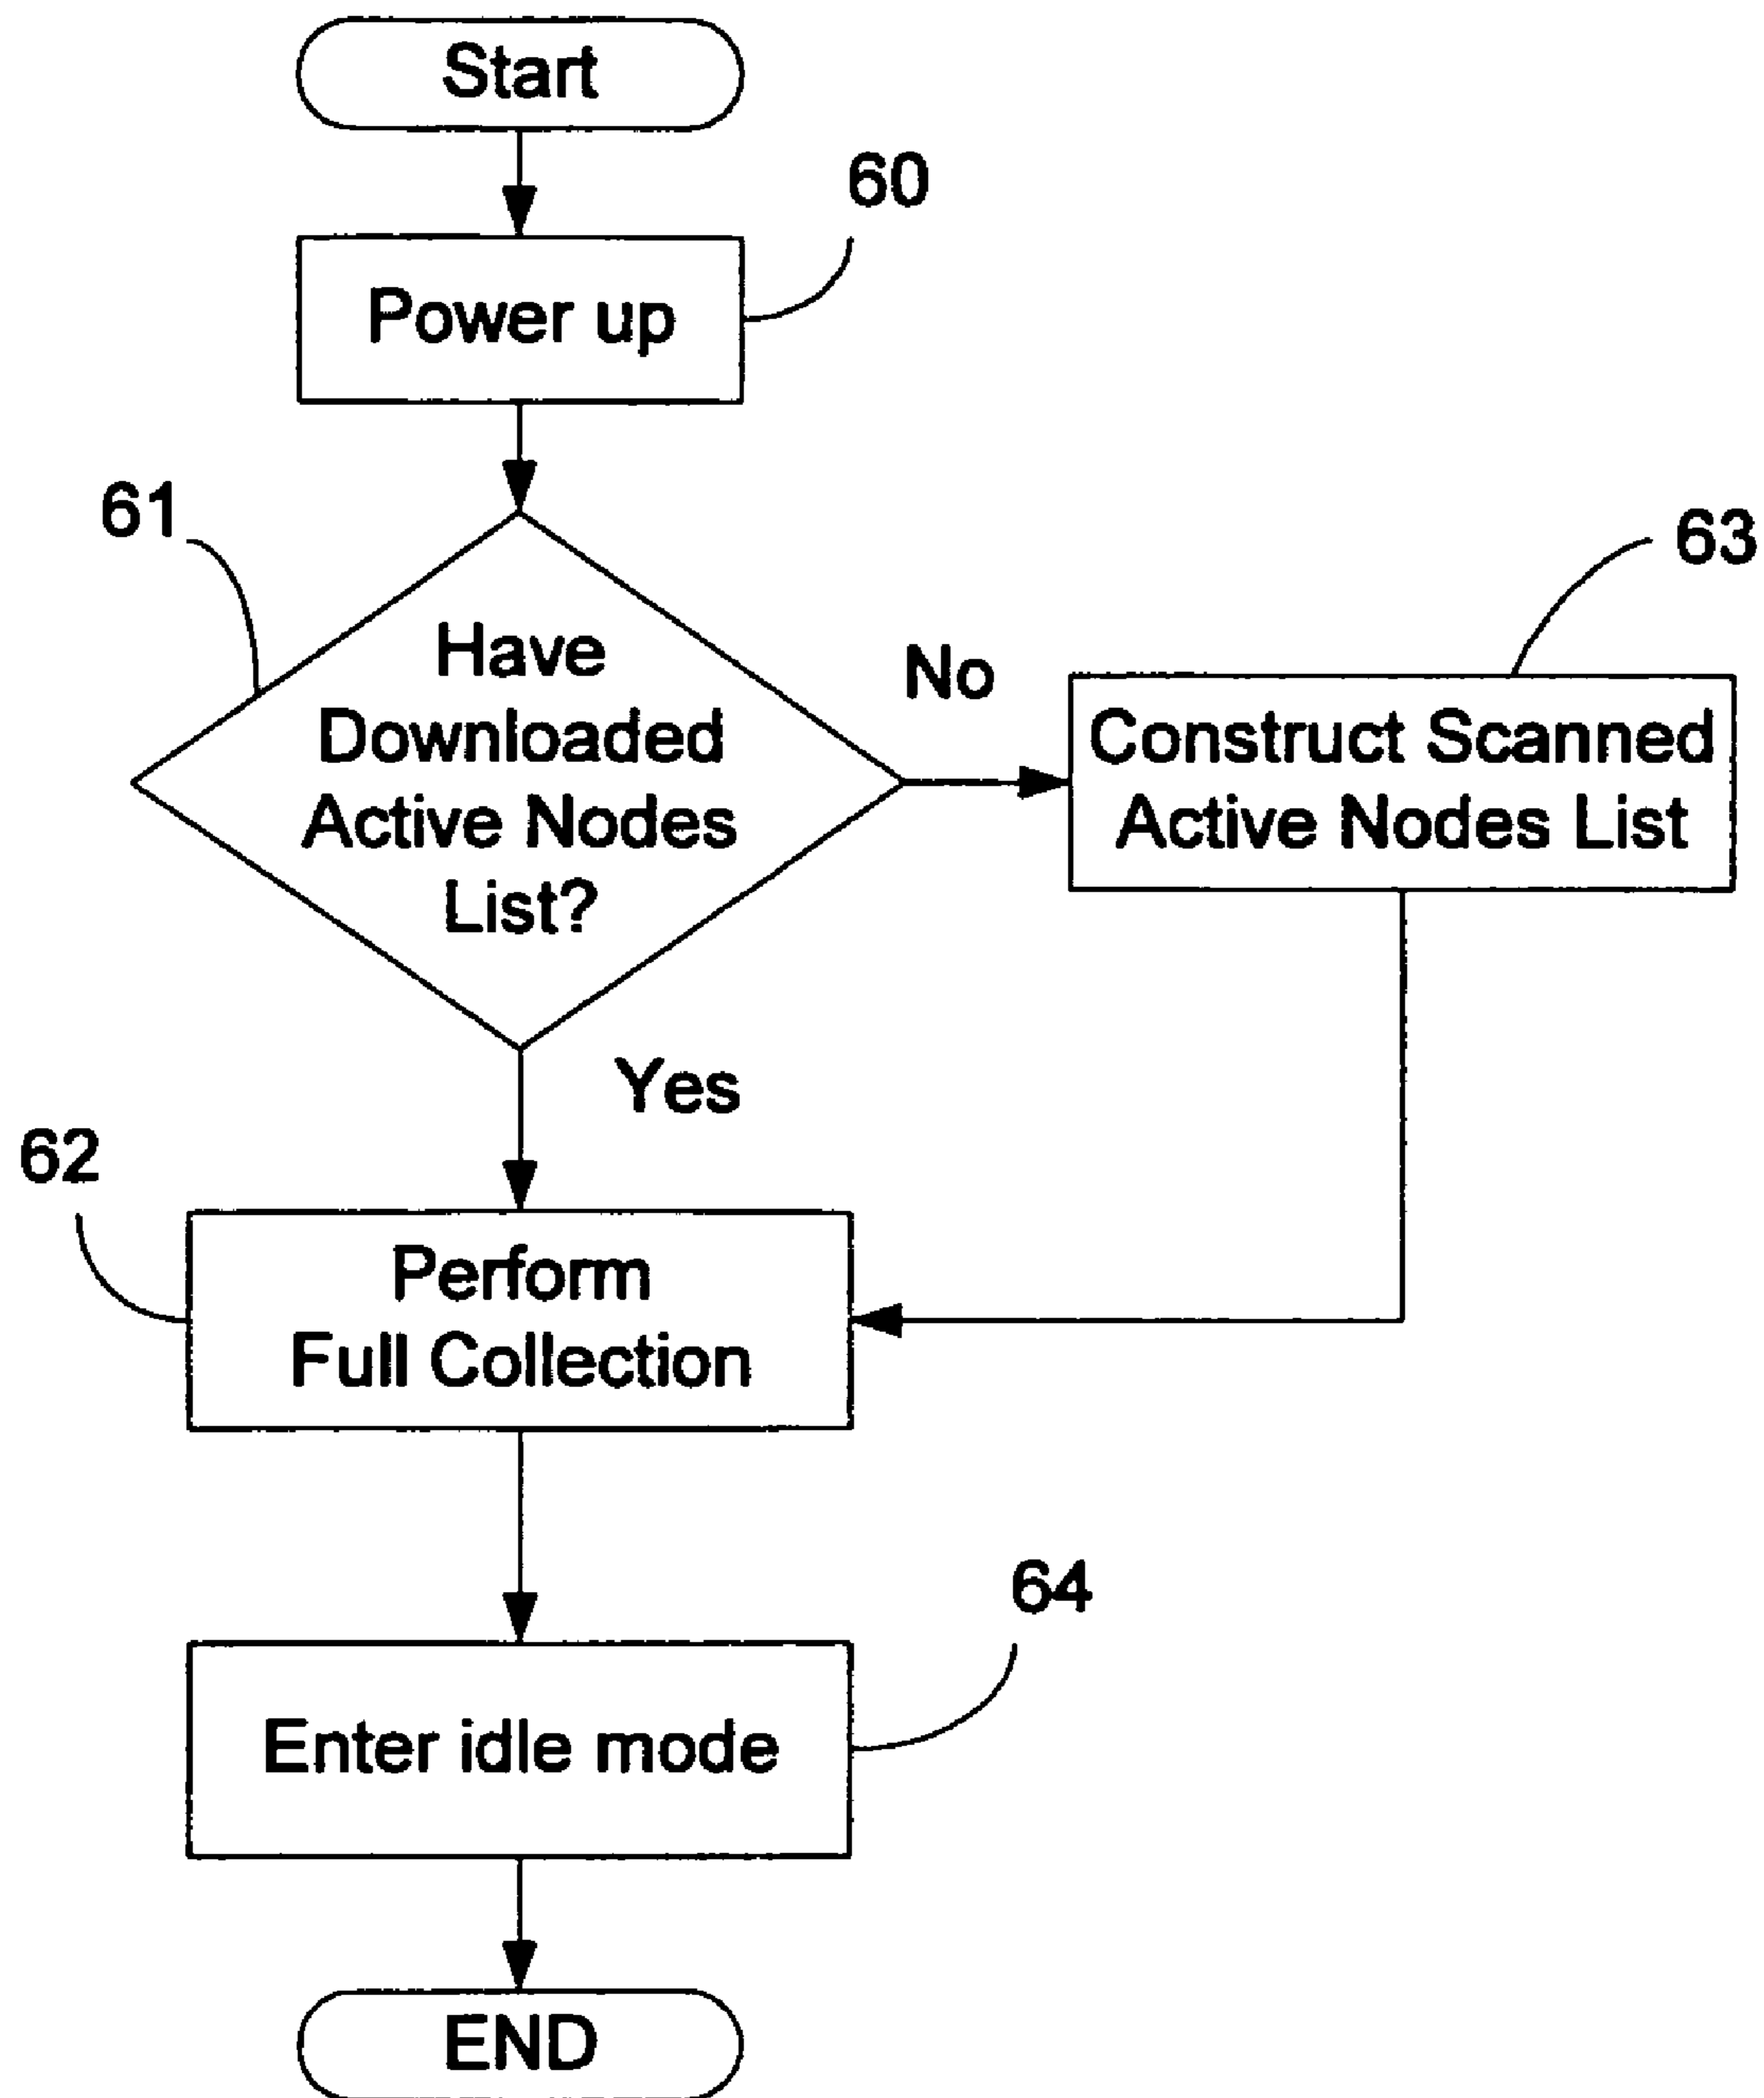 Start
60
Power up
61
Have
Downloaded
Active Nodes
List?
No
63
Construct Scanned
Active Nodes List
Yes
62
Perform
Full Collection
64
Enter idle mode
END